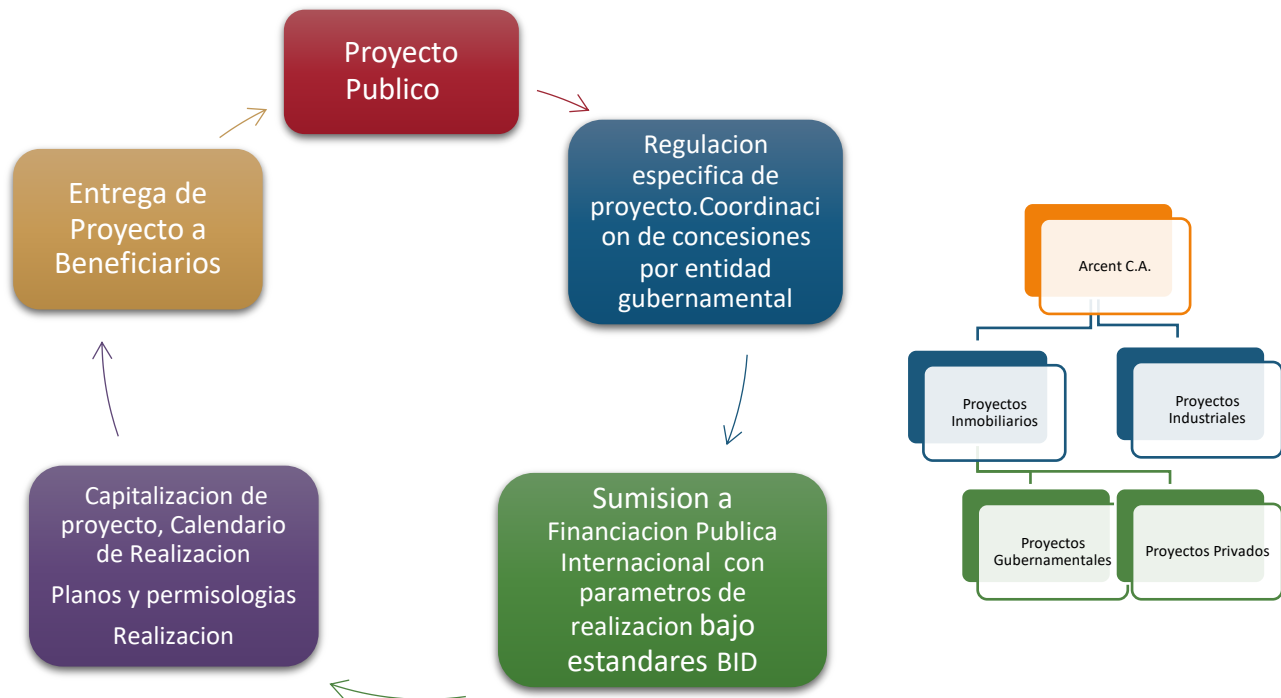 Proyecto
Publico
Regulacion
especifica de
proyecto.Coordinaci
on de concesiones
por entidad
gubernamental
Sumision a
Financiacion Publica
Internacional con
parametros de
realizacion bajo
estandares BID
Capitalizacion de
proyecto, Calendario
de Realizacion
Planos y permisologias
Realizacion
Entrega de
Proyecto a
Beneficiarios
Arcent C.A.
Proyectos
Inmobiliarios
Proyectos
Industriales
Proyectos
Gubernamentales
Proyectos Privados